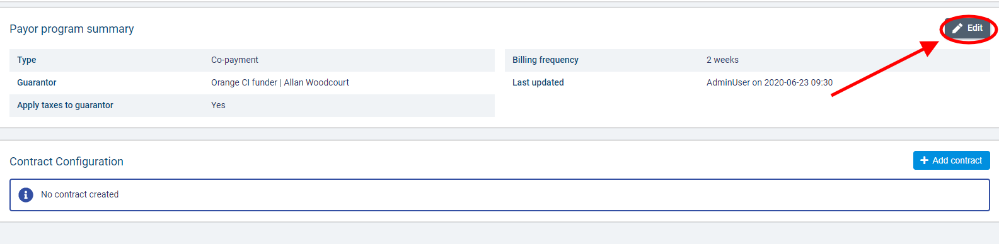 Payor program summary
Edit
Type Co-payment
Billing frequency 2 weeks
Guarantor Orange CI funder | Allan Woodcourt
Last updated AdminUser on 2020-06-23 09:30
Apply taxes to guarantor Yes
Contract Configuration
Add contract
No contract created